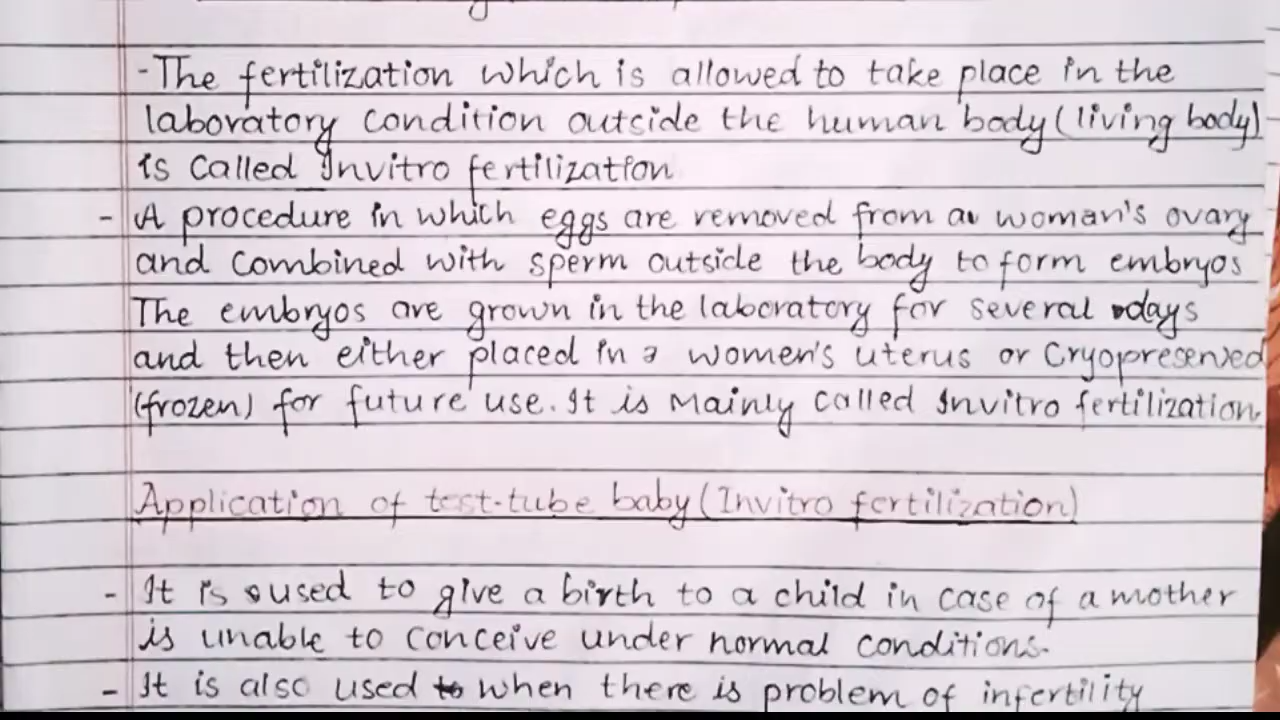 - The fertilization which is allowed to take place in the
laboratory condition outside the human body (living body)
is called Invitro fertilization
- A procedure in which eggs are removed from a woman's ovary
and combined with sperm outside the body to form embryos
The embryos are grown in the laboratory for several days
and then either placed in a women's uterus or Cryopreserved
(frozen) for future use. It is Mainly called Invitro fertilization
Application of test-tube baby (Invitro fertilization)
- It is used to give a birth to a child in case of a mother
is unable to conceive under normal conditions.
- It is also used when there is problem of infertility